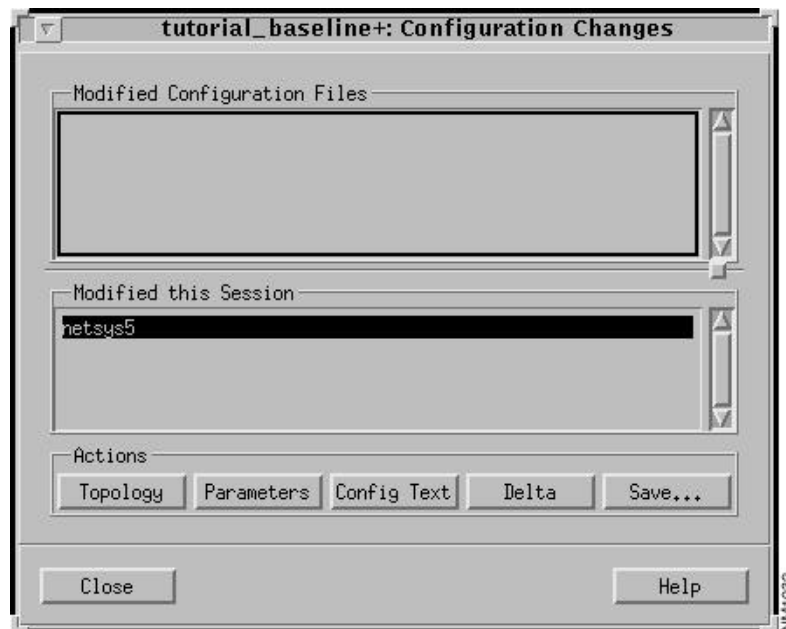 tutorial_baseline+: Configuration Changes
Modified Configuration Files
Modified this Session
netsys5
Actions
Topology Parameters Config Text Delta Save...
Close Help